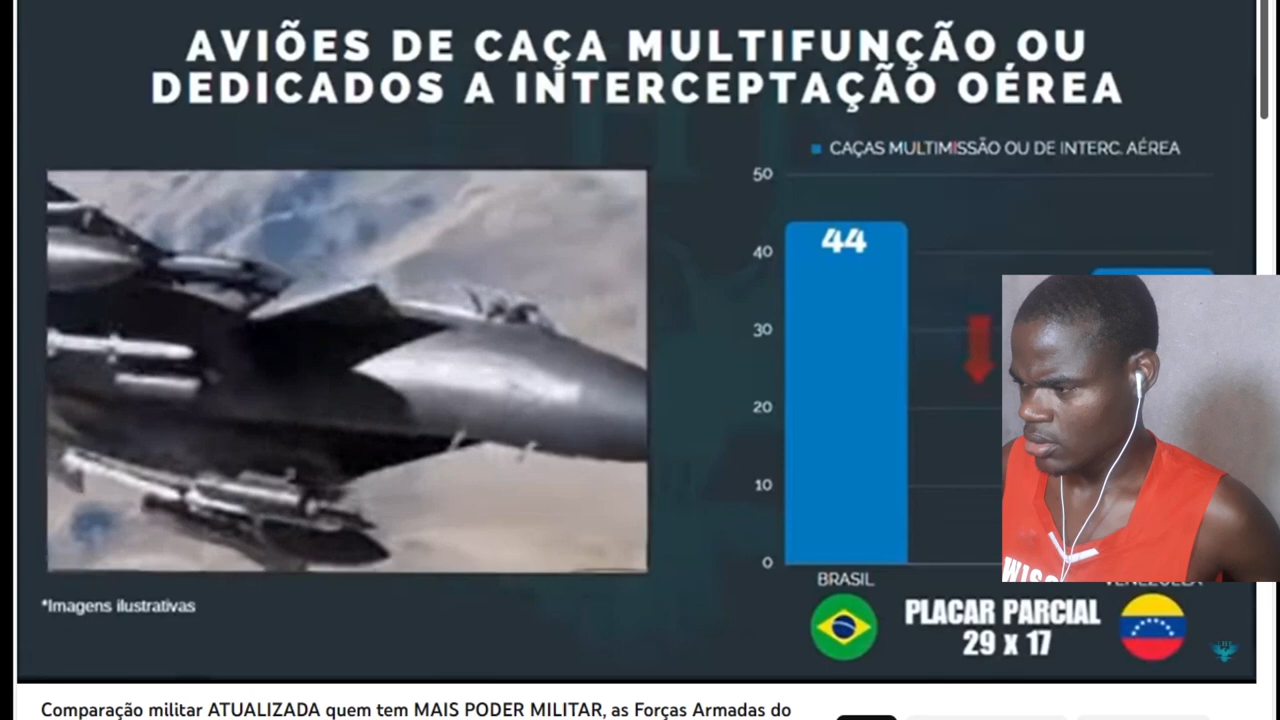 AVIÕES DE CAÇA MULTIFUNÇÃO OU
DEDICADOS A INTERCEPTAÇÃO OÉREA
CAÇAS MULTIMISSÃO OU DE INTERC. AÉREA
50
44
40
30
20
10
0
BRASIL
VENEZUELA
*Imagens ilustrativas
PLACAR PARCIAL
29 x 17
Comparação militar ATUALIZADA quem tem MAIS PODER MILITAR, as Forças Armadas do